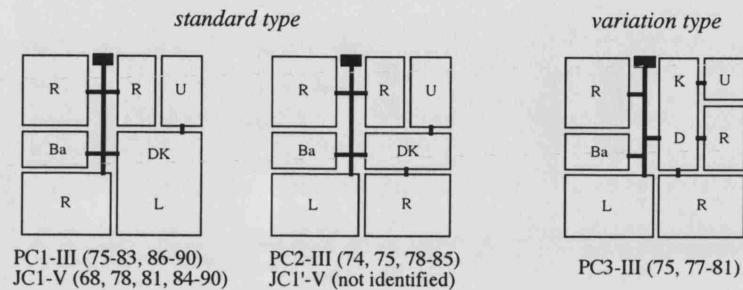 standard type
variation type
R R U
Ba DK
R L
R R U
Ba DK
L R
K U
R
D R
Ba
L R
PC1-III (75-83, 86-90)
JC1-V (68, 78, 81, 84-90)
PC2-III (74, 75, 78-85)
JC1'-V (not identified)
PC3-III (75, 77-81)